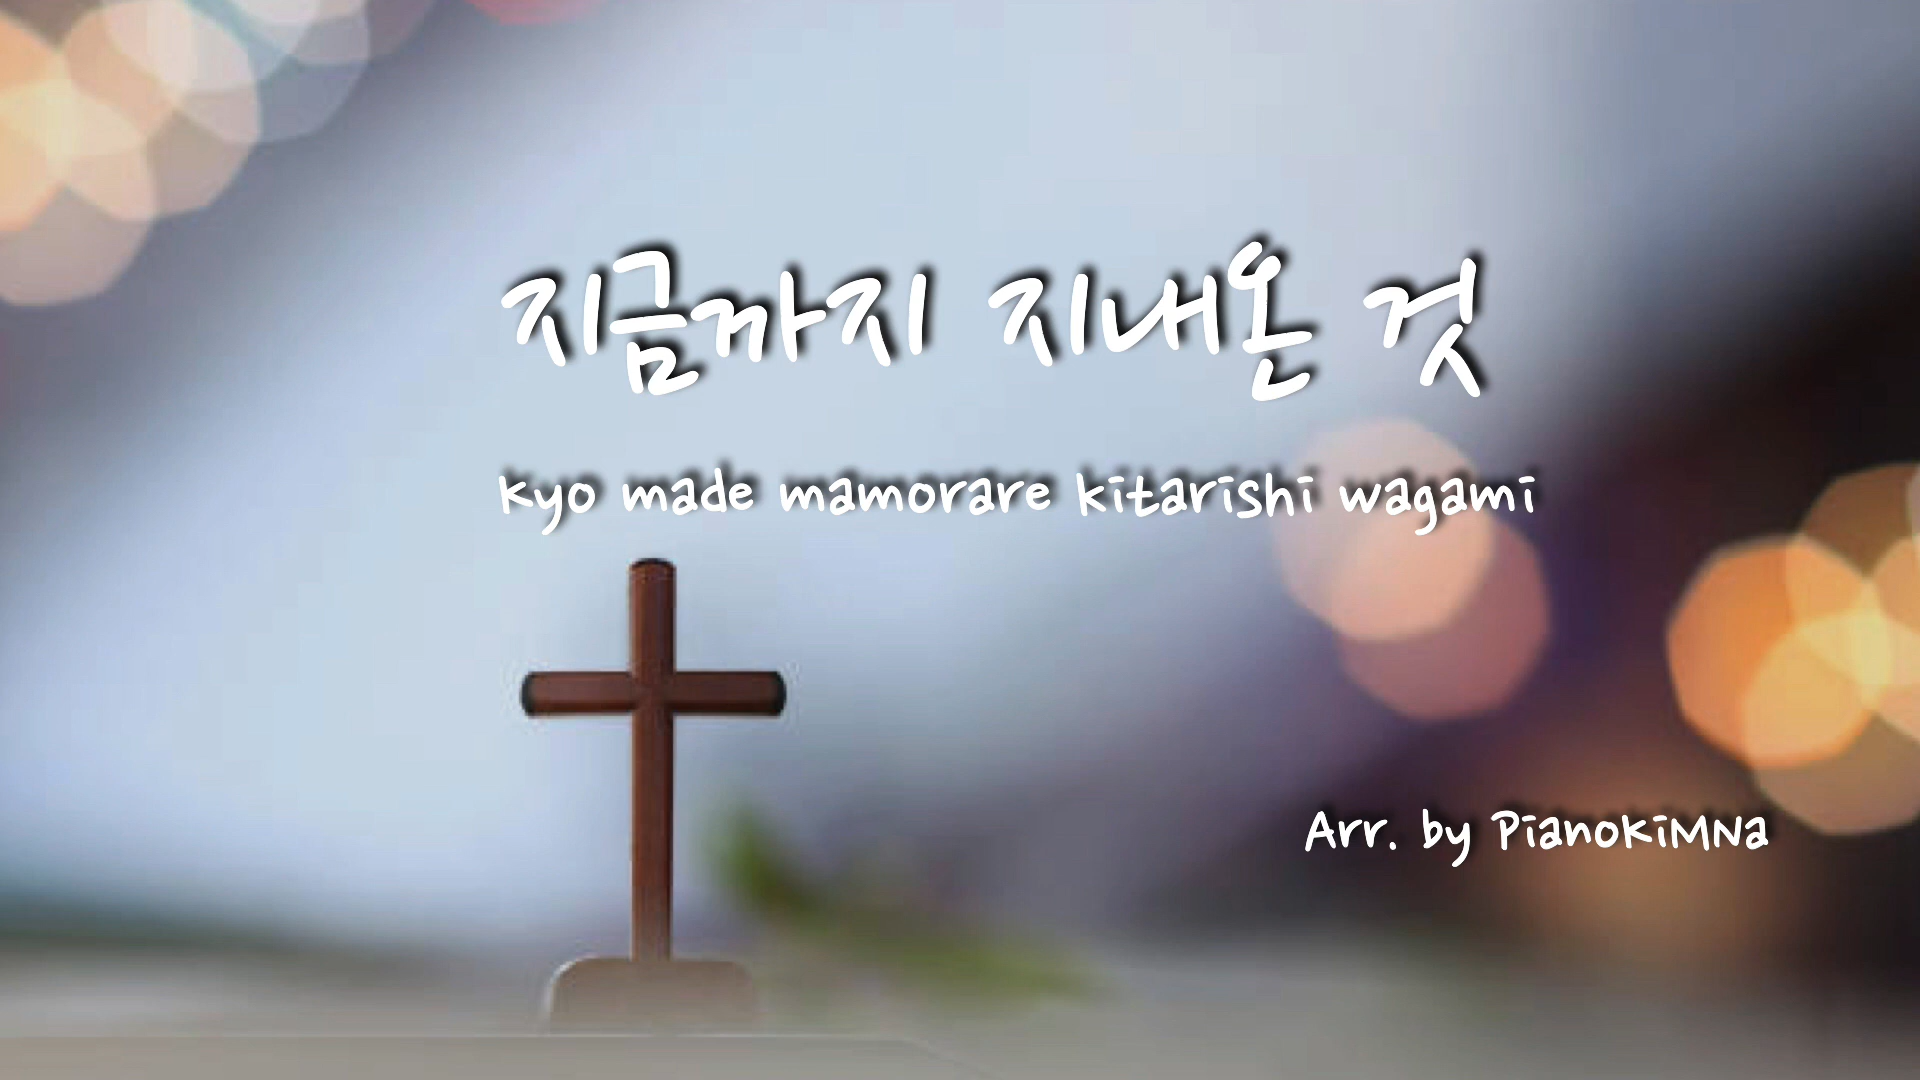 지금까지 지내온 것
kyo made mamorare kitarishi wagami
Arr. by PianoKiMNa